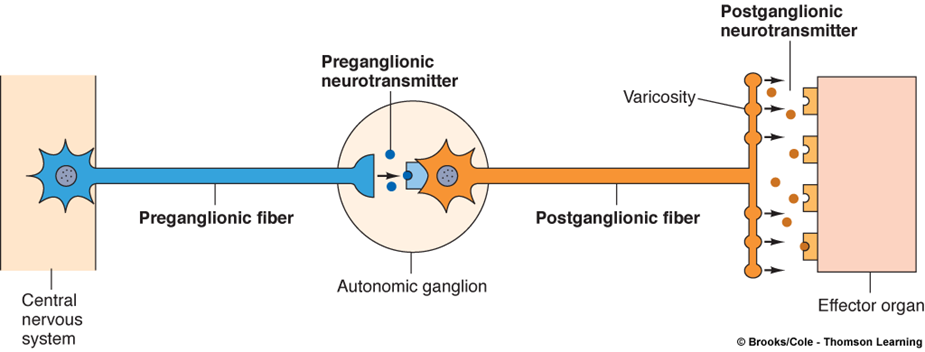 Postganglionic
neurotransmitter
Preganglionic
neurotransmitter
Varicosity
Preganglionic fiber
Postganglionic fiber
Autonomic ganglion
Central
nervous
system
Effector organ
© Brooks/Cole - Thomson Learning